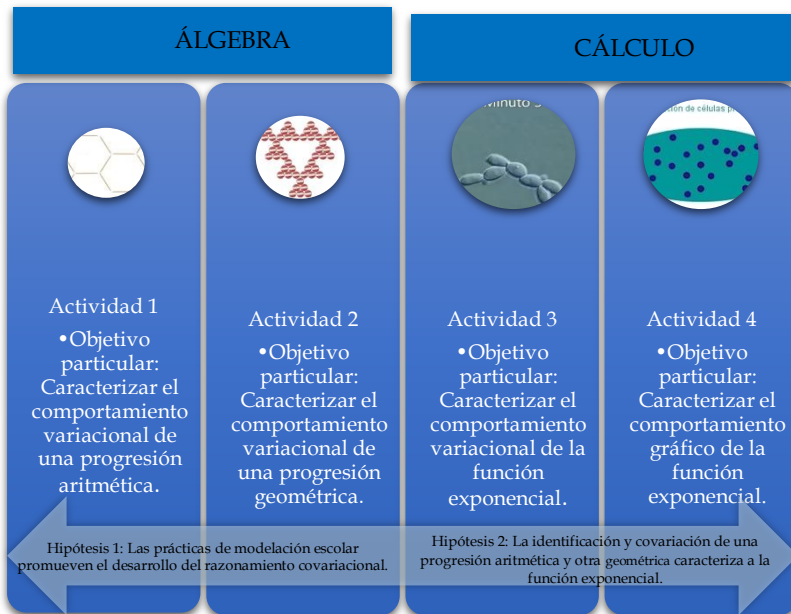 ÁLGEBRA
CÁLCULO
Minuto
ión de células p
Actividad 1
•Objetivo
particular:
Caracterizar el
comportamiento
variacional de
una progresión
aritmética.
Actividad 2
•Objetivo
particular:
Caracterizar el
comportamiento
variacional de
una progresión
geométrica.
Actividad 3
•Objetivo
particular:
Caracterizar el
comportamiento
variacional de la
función
exponencial.
Actividad 4
•Objetivo
particular:
Caracterizar el
comportamiento
gráfico de la
función
exponencial.
Hipótesis 1: Las prácticas de modelación escolar
promueven el desarrollo del razonamiento covariacional.
Hipótesis 2: La identificación y covariación de una
progresión aritmética y otra geométrica caracteriza a la
función exponencial.